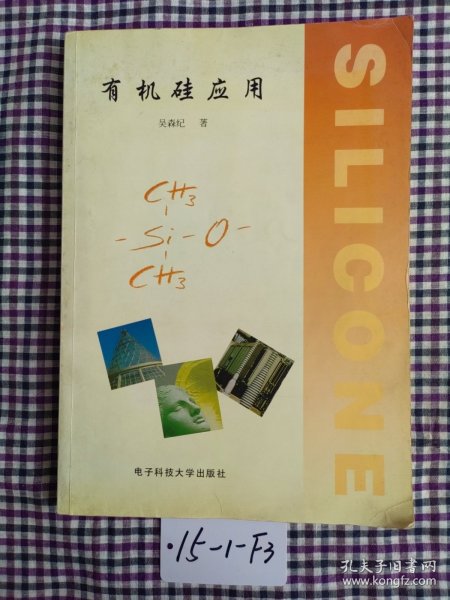 有机硅应用
吴森纪 著
SILICONE
CH3
-Si-O-
CH3
电子科技大学出版社
·15-1-F3
孔夫子旧书网
www.kongfz.com